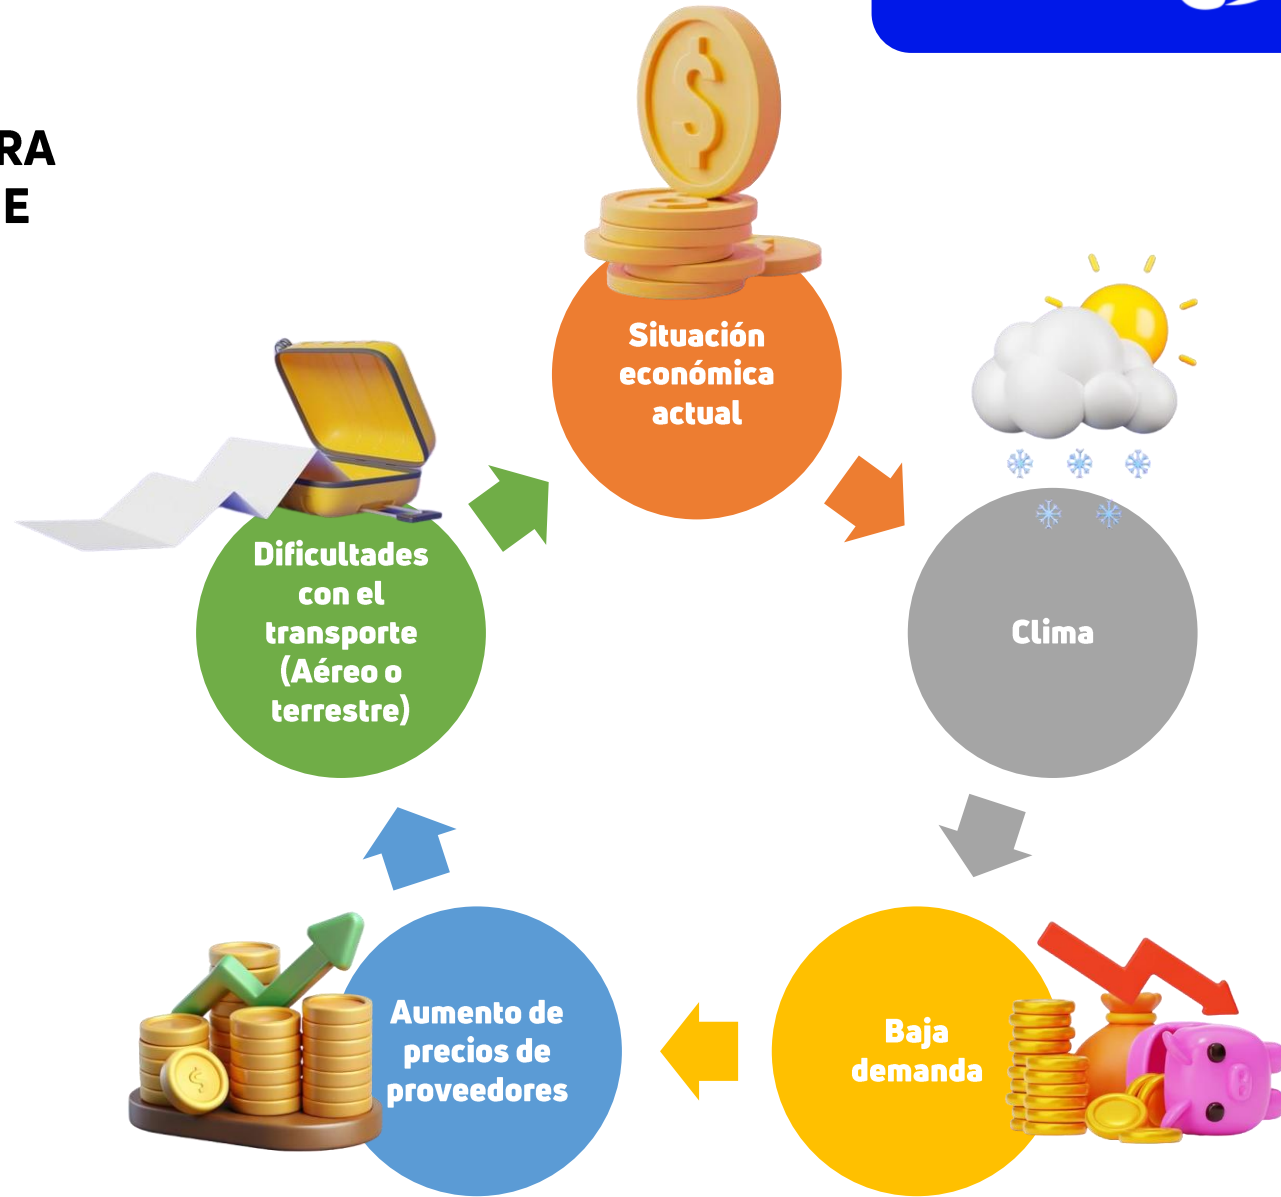 RA
E
Situación
económica
actual
Clima
Baja
demanda
Aumento de
precios de
proveedores
Dificultades
con el
transporte
(Aéreo o
terrestre)